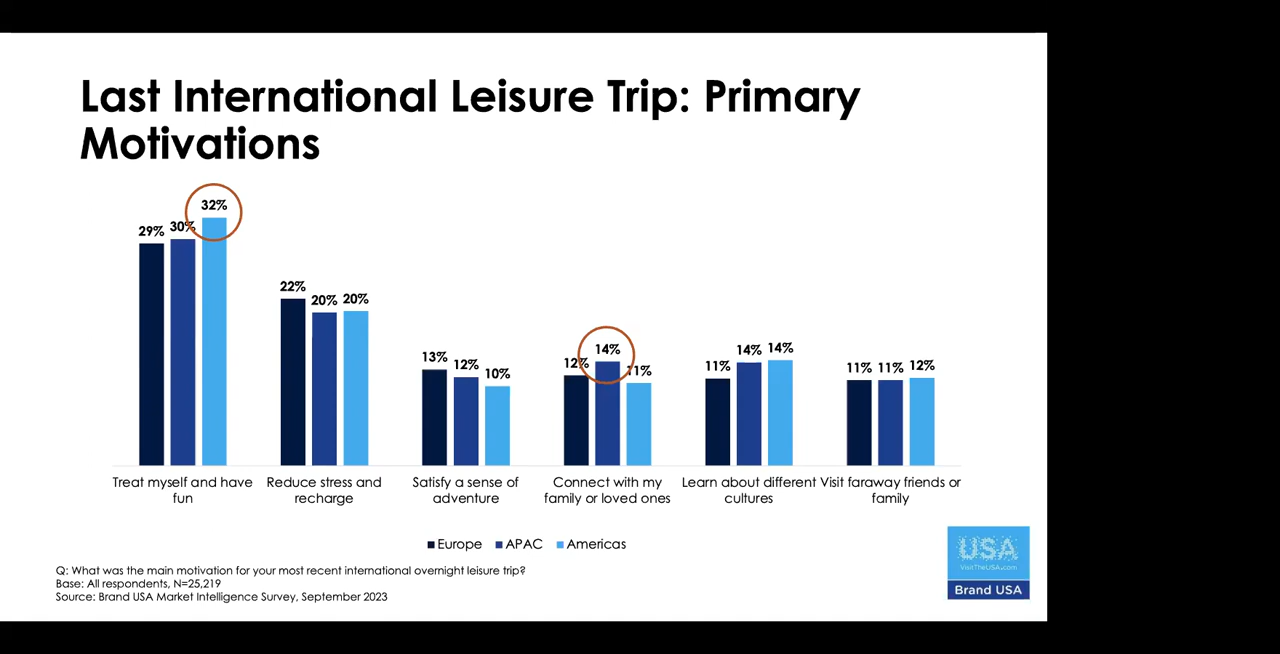 Last International Leisure Trip: Primary
Motivations
32%
29%
30%
22%
20%
20%
13%
12%
10%
12%
14%
11%
11%
14%
14%
11%
11%
12%
Treat myself and have
fun
Reduce stress and
recharge
Satisfy a sense of
adventure
Connect with my
family or loved ones
Learn about different
cultures
Visit faraway friends or
family
Europe
APAC
Americas
Q: What was the main motivation for your most recent international overnight leisure trip?
Base: All respondents, N=25,219
Source: Brand USA Market Intelligence Survey, September 2023
USA
VisitTheUSA.com
Brand USA